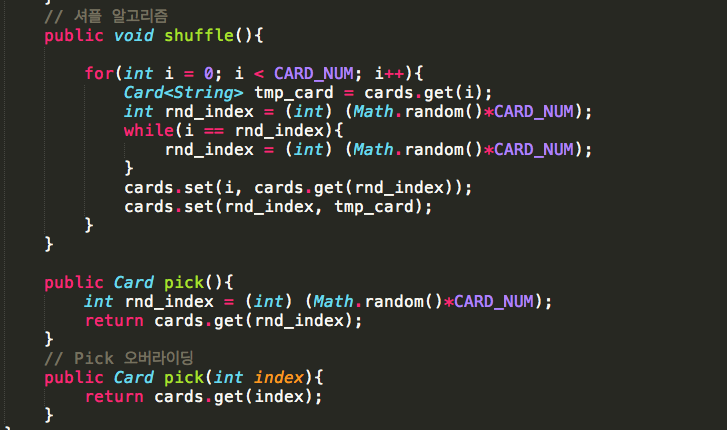 }
// 셔플 알고리즘
public void shuffle(){
for(int i = 0; i < CARD_NUM; i++){
Card<String> tmp_card = cards.get(i);
int rnd_index = (int) (Math.random()*CARD_NUM);
while(i == rnd_index){
rnd_index = (int) (Math.random()*CARD_NUM);
}
cards.set(i, cards.get(rnd_index));
cards.set(rnd_index, tmp_card);
}
}
public Card pick(){
int rnd_index = (int) (Math.random()*CARD_NUM);
return cards.get(rnd_index);
}
// Pick 오버라이딩
public Card pick(int index){
return cards.get(index);
}
}